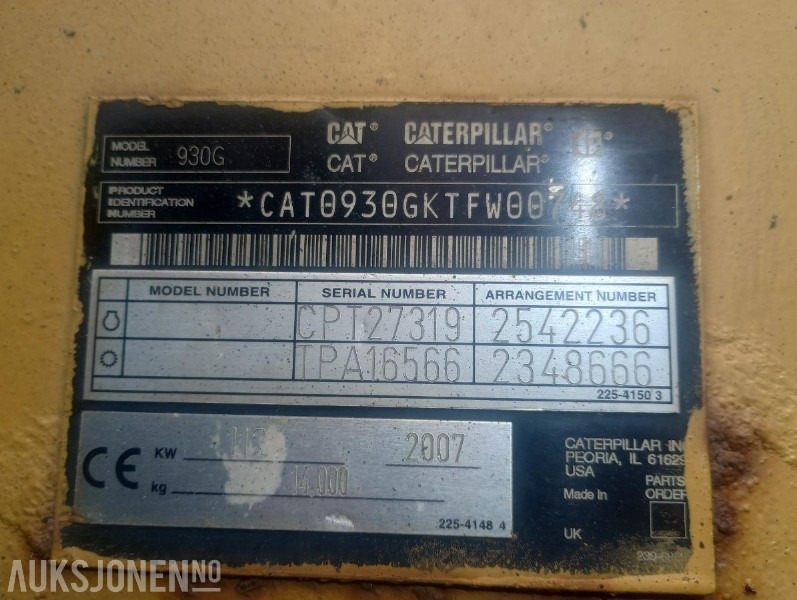 CAT® CATERPILLAR®
CAT® CATERPILLAR®
MODEL NUMBER 930G
PRODUCT IDENTIFICATION NUMBER *CAT0930GKTFW00748*
MODEL NUMBER SERIAL NUMBER ARRANGEMENT NUMBER
CPT27319 2542236
TPA16566 2348666
225-4150 3
CE KW 2007
kg 14 000
225-4148 4
CATERPILLAR INC
PEORIA, IL 61629
USA
Made In
UK
PARTS
ORDER
AUKSJONEN.NO